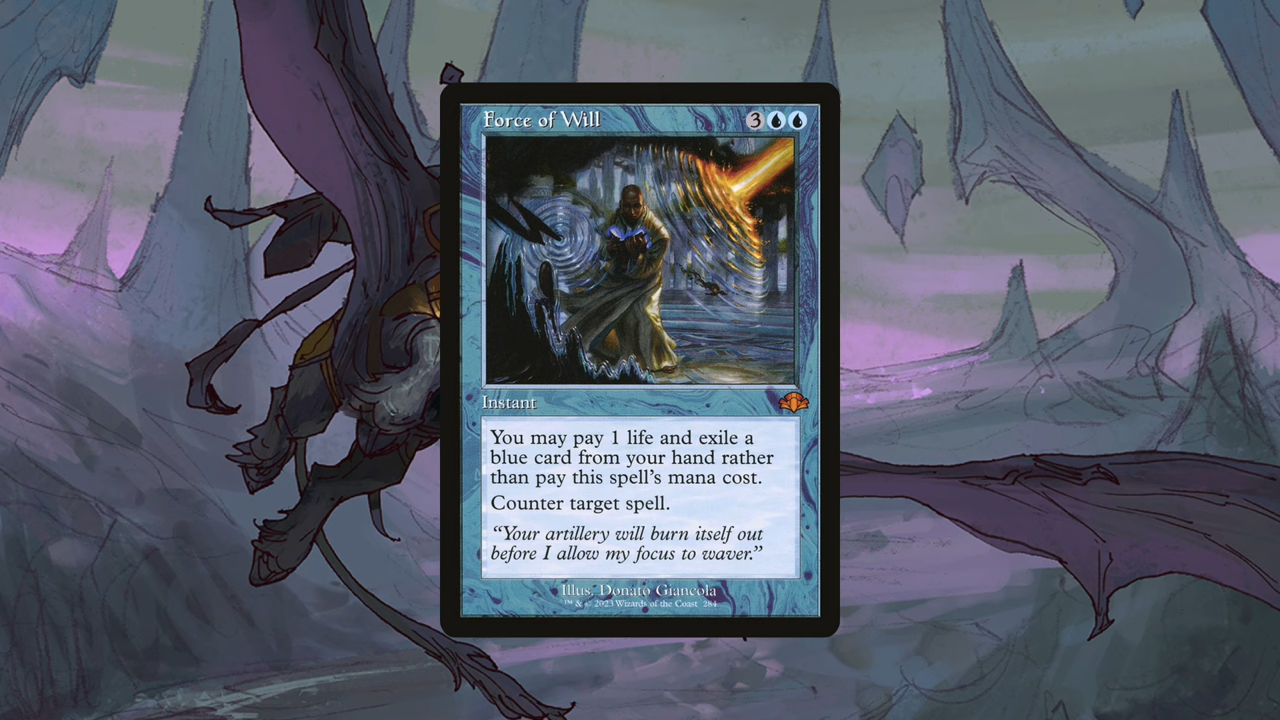 Force of Will 3
Instant
You may pay 1 life and exile a
blue card from your hand rather
than pay this spell's mana cost.
Counter target spell.
“Your artillery will burn itself out
before I allow my focus to waver.”
Illus. Donato Giancola
™ & © 2023 Wizards of the Coast 284